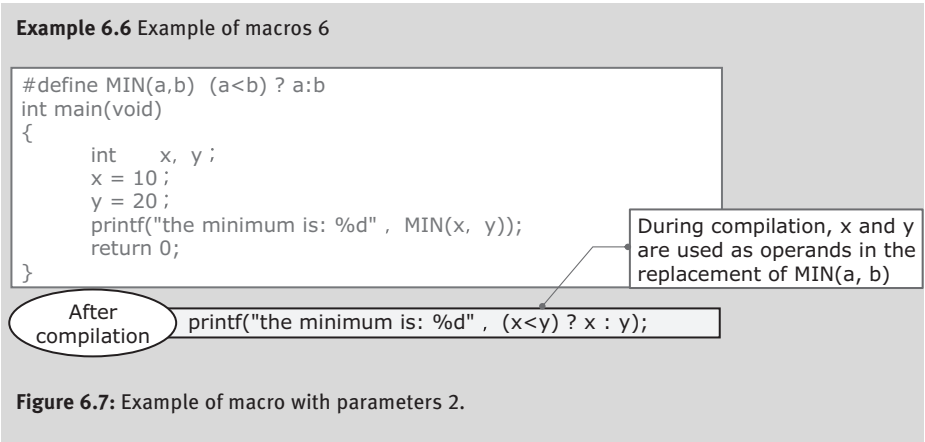 Example 6.6 Example of macros 6
#define MIN(a,b) (a<b) ? a:b
int main(void)
{
int x, y ;
x = 10 ;
y = 20 ;
printf("the minimum is: %d" , MIN(x, y));
return 0;
}
During compilation, x and y
are used as operands in the
replacement of MIN(a, b)
After
compilation
printf("the minimum is: %d" , (x<y) ? x : y);
Figure 6.7: Example of macro with parameters 2.